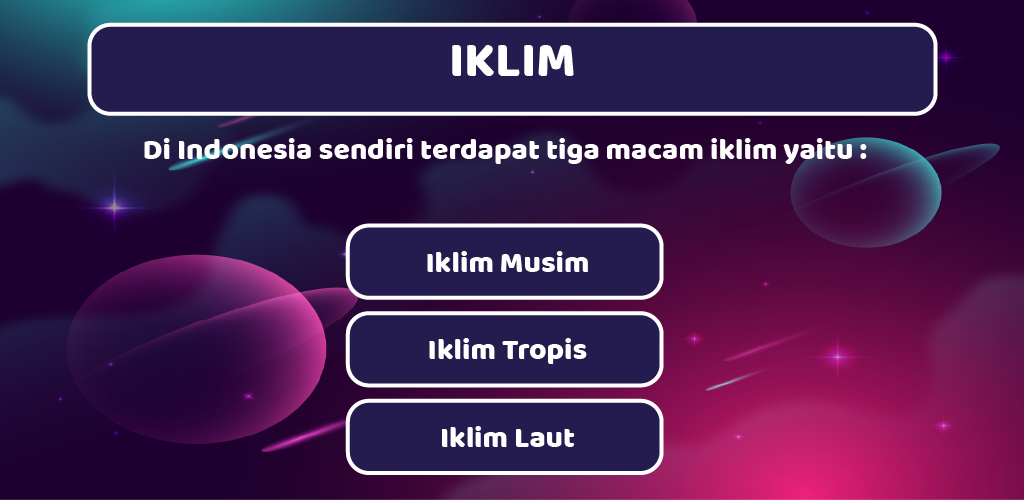 IKLIM
Di Indonesia sendiri terdapat tiga macam iklim yaitu :
Iklim Musim
Iklim Tropis
Iklim Laut